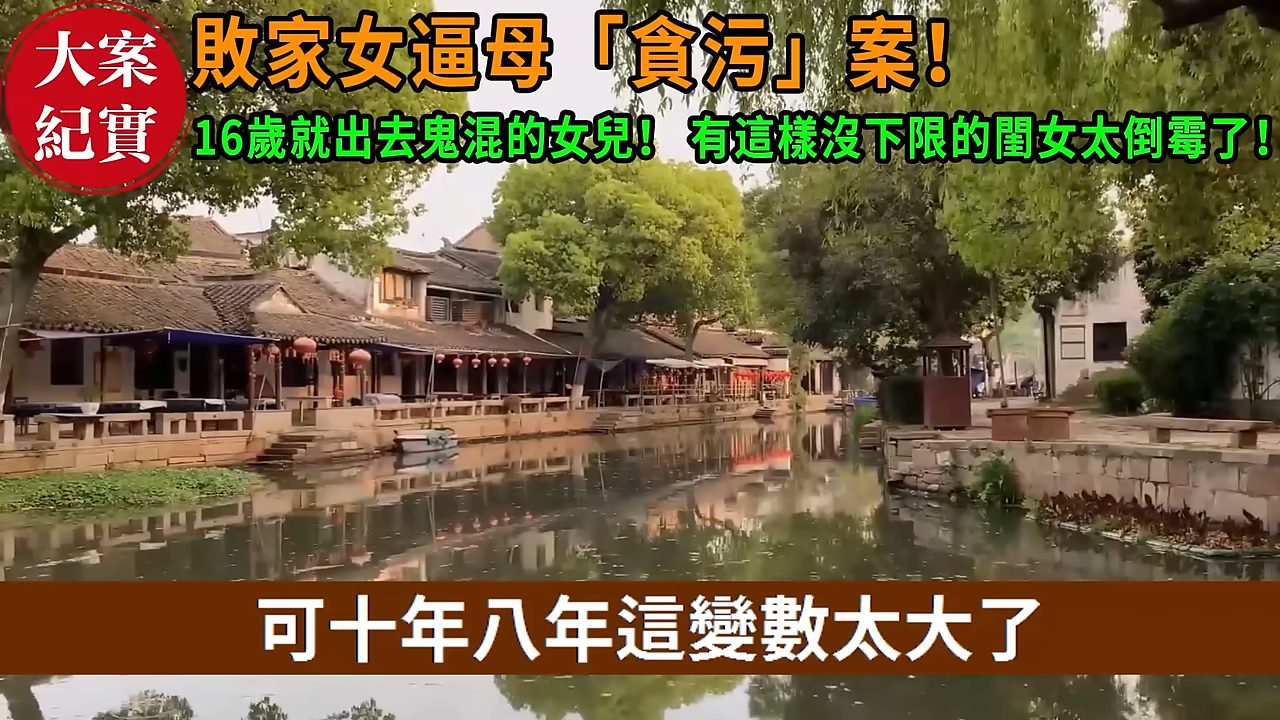 大案
紀實
敗家女逼母「貪污」案！
16歲就出去鬼混的女兒！ 有這樣沒下限的閨女太倒霉了！
可十年八年這變數太大了